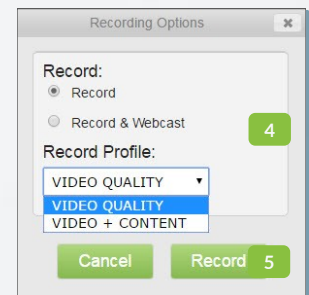 Recording Options
Record:
Record
Record & Webcast
4
Record Profile:
VIDEO QUALITY
VIDEO QUALITY
VIDEO + CONTENT
Cancel
Record
5